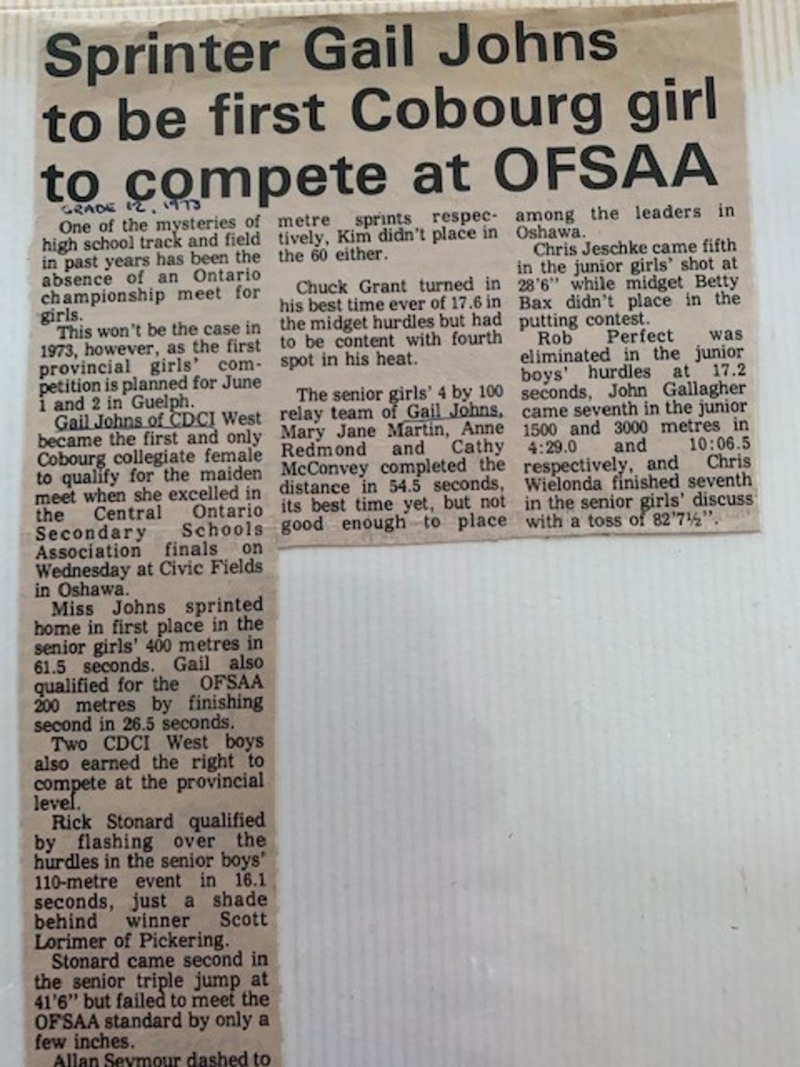 Sprinter Gail Johns
to be first Cobourg girl
to compete at OFSAA
GRADE 12, 1973
One of the mysteries of
high school track and field
in past years has been the
absence of an Ontario
championship meet for
girls.
This won't be the case in
1973, however, as the first
provincial girls' com-
petition is planned for June
1 and 2 in Guelph.
Gail Johns of CDCI West
became the first and only
Cobourg collegiate female
to qualify for the maiden
meet when she excelled in
the Central Ontario
Secondary Schools
Association finals on
Wednesday at Civic Fields
in Oshawa.
Miss Johns sprinted
home in first place in the
senior girls' 400 metres in
61.5 seconds. Gail also
qualified for the OFSAA
200 metres by finishing
second in 26.5 seconds.
Two CDCI West boys
also earned the right to
compete at the provincial
level.
Rick Stonard qualified
by flashing over the
hurdles in the senior boys'
110-metre event in 16.1
seconds, just a shade
behind winner Scott
Lorimer of Pickering.
Stonard came second in
the senior triple jump at
41'6" but failed to meet the
OFSAA standard by only a
few inches.
Allan Seymour dashed to
metre sprints respec-
tively, Kim didn't place in
the 60 either.
Chuck Grant turned in
his best time ever of 17.6 in
the midget hurdles but had
to be content with fourth
spot in his heat.
The senior girls' 4 by 100
relay team of Gail Johns,
Mary Jane Martin, Anne
Redmond and Cathy
McConvey completed the
distance in 54.5 seconds,
its best time yet, but not
good enough to place
among the leaders in
Oshawa.
Chris Jeschke came fifth
in the junior girls' shot at
28'6" while midget Betty
Bax didn't place in the
putting contest.
Rob Perfect was
eliminated in the junior
boys' hurdles at 17.2
seconds, John Gallagher
came seventh in the junior
1500 and 3000 metres in
4:29.0 and 10:06.5
respectively, and Chris
Wielonda finished seventh
in the senior girls' discuss
with a toss of 82'7½".